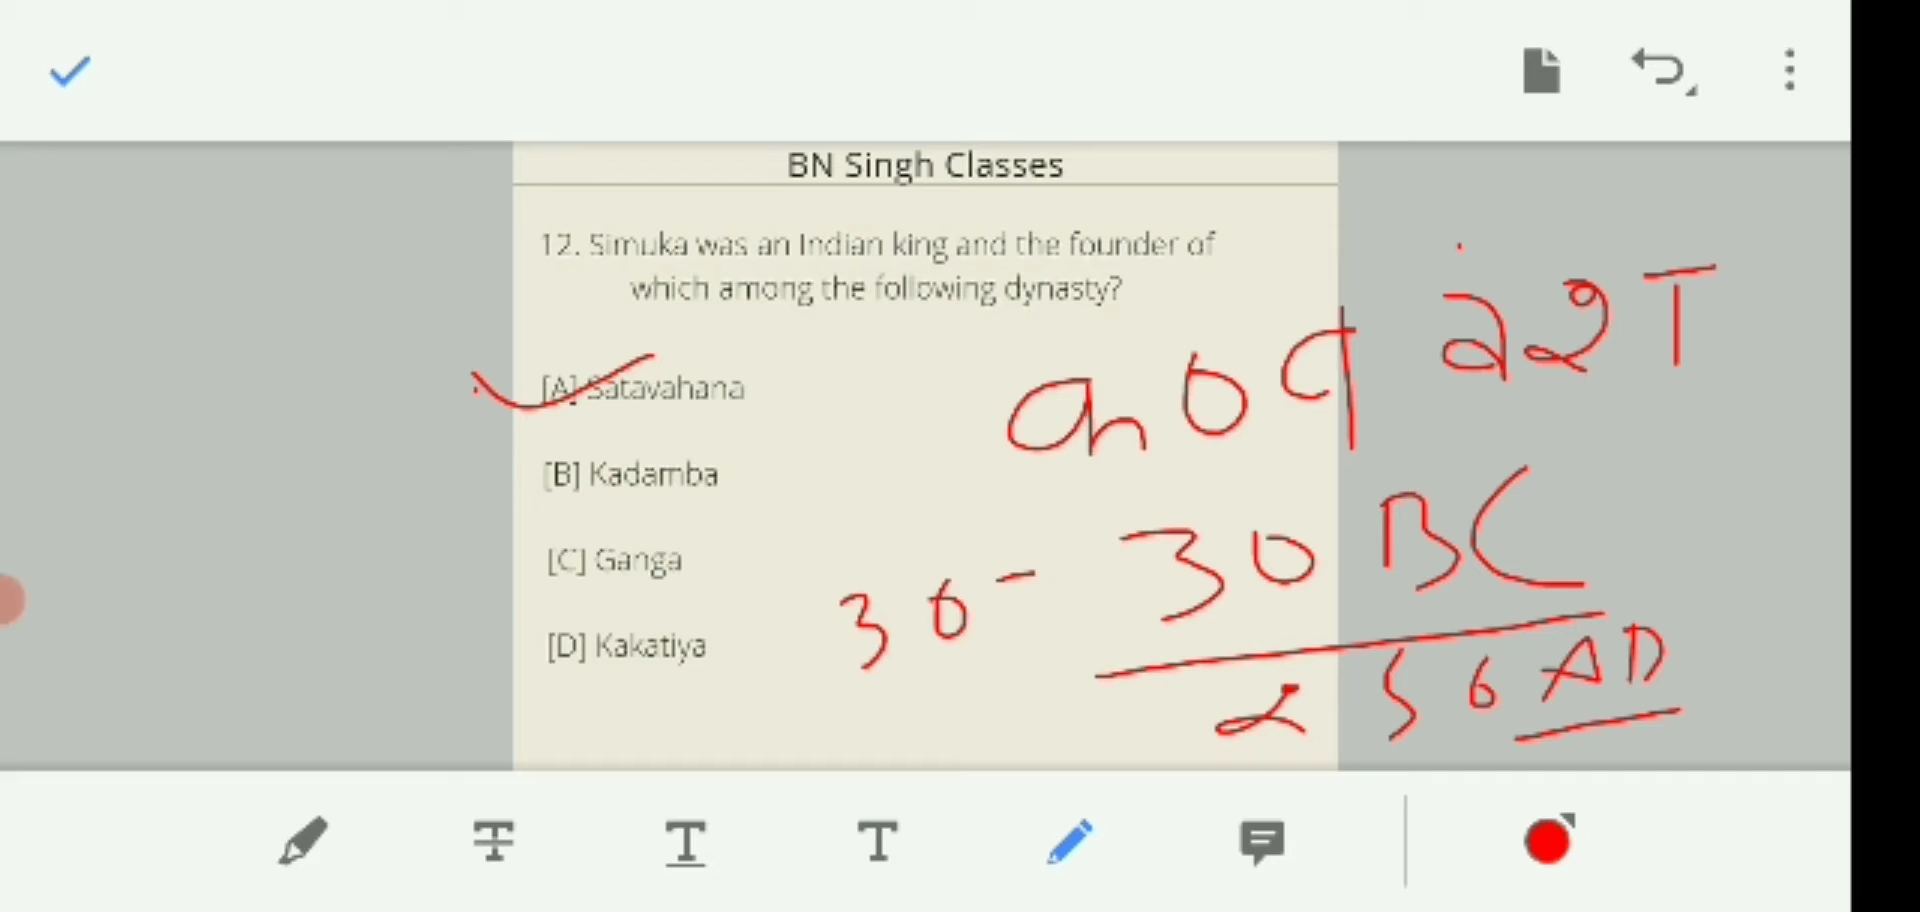 BN Singh Classes
12. Simuka was an Indian king and the founder of
which among the following dynasty?
[A] Satavahana
[B] Kadamba
[C] Ganga
[D] Kakatiya
30 -
30 BC
AD